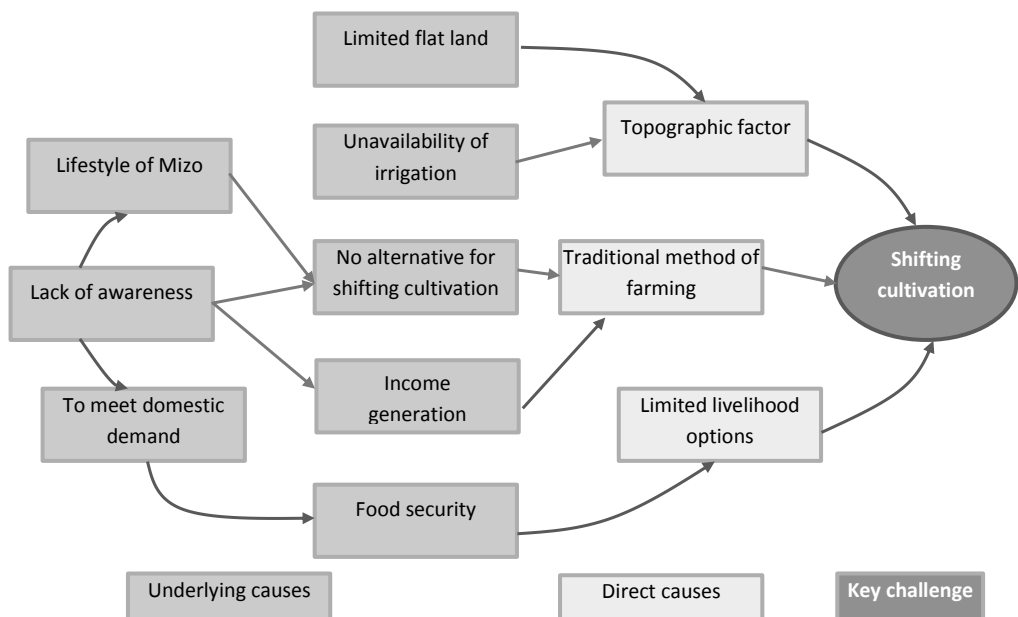 Limited flat land
Topographic factor
Unavailability of
irrigation
Lifestyle of Mizo
No alternative for
shifting cultivation
Traditional method of
farming
Shifting
cultivation
Lack of awareness
Income
generation
To meet domestic
demand
Limited livelihood
options
Food security
Underlying causes
Direct causes
Key challenge